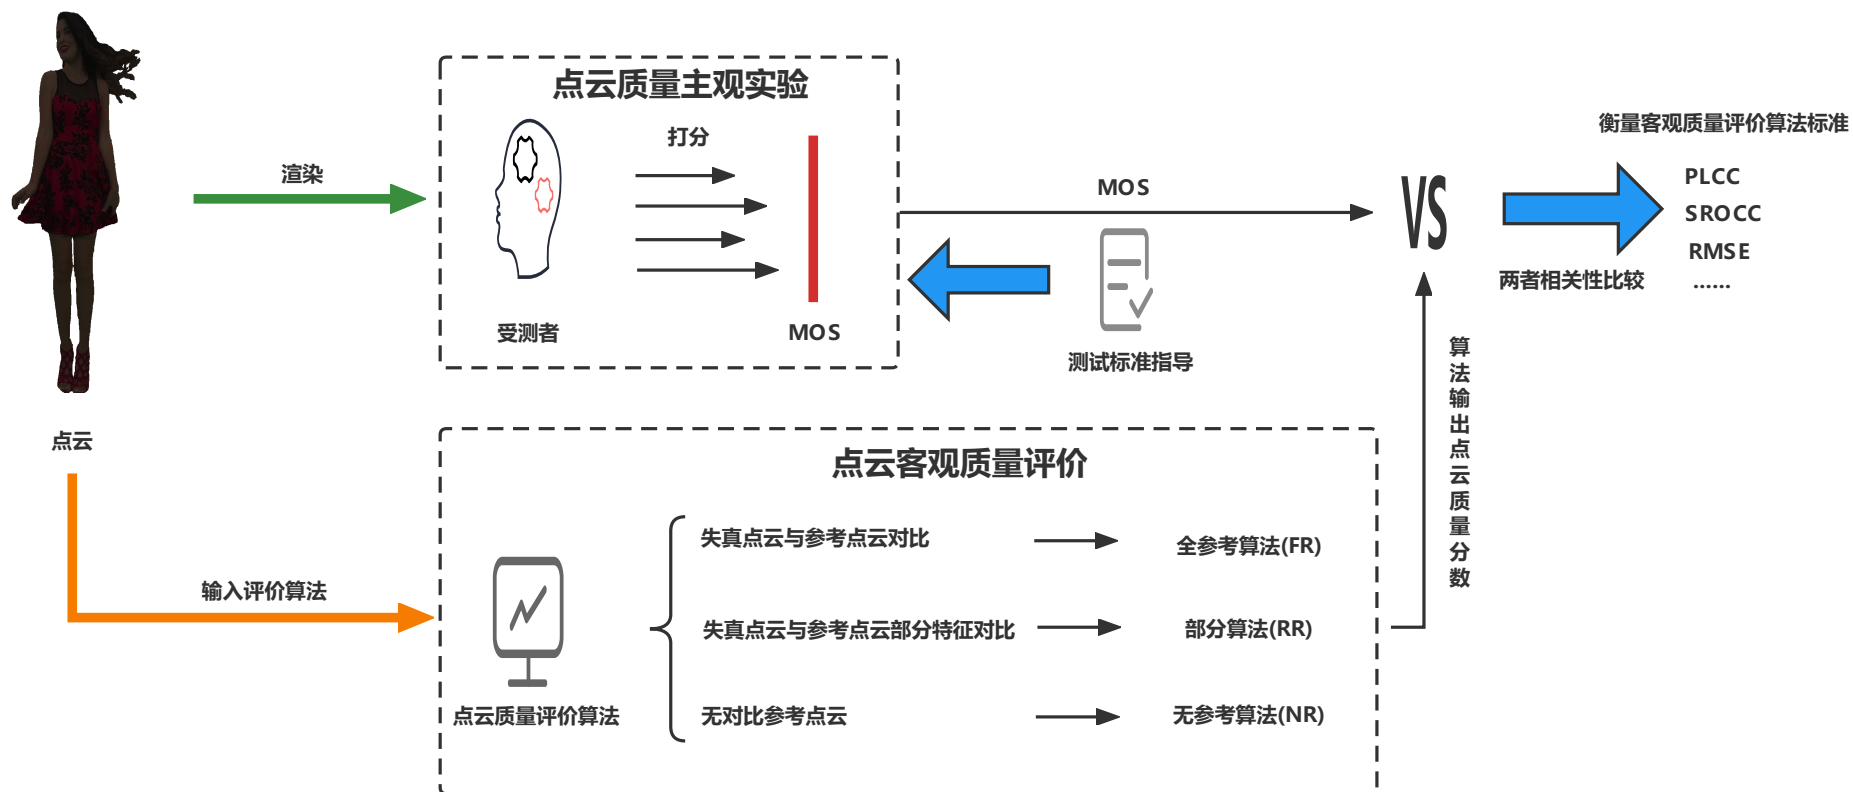 点云质量主观实验
打分
渲染
受测者
MOS
MOS
测试标准指导
VS
衡量客观质量评价算法标准
PLCC
SROCC
RMSE
……
两者相关性比较
点云
输入评价算法
点云客观质量评价
点云质量评价算法
失真点云与参考点云对比
全参考算法(FR)
失真点云与参考点云部分特征对比
部分算法(RR)
无对比参考点云
无参考算法(NR)
算法输出点云质量分数